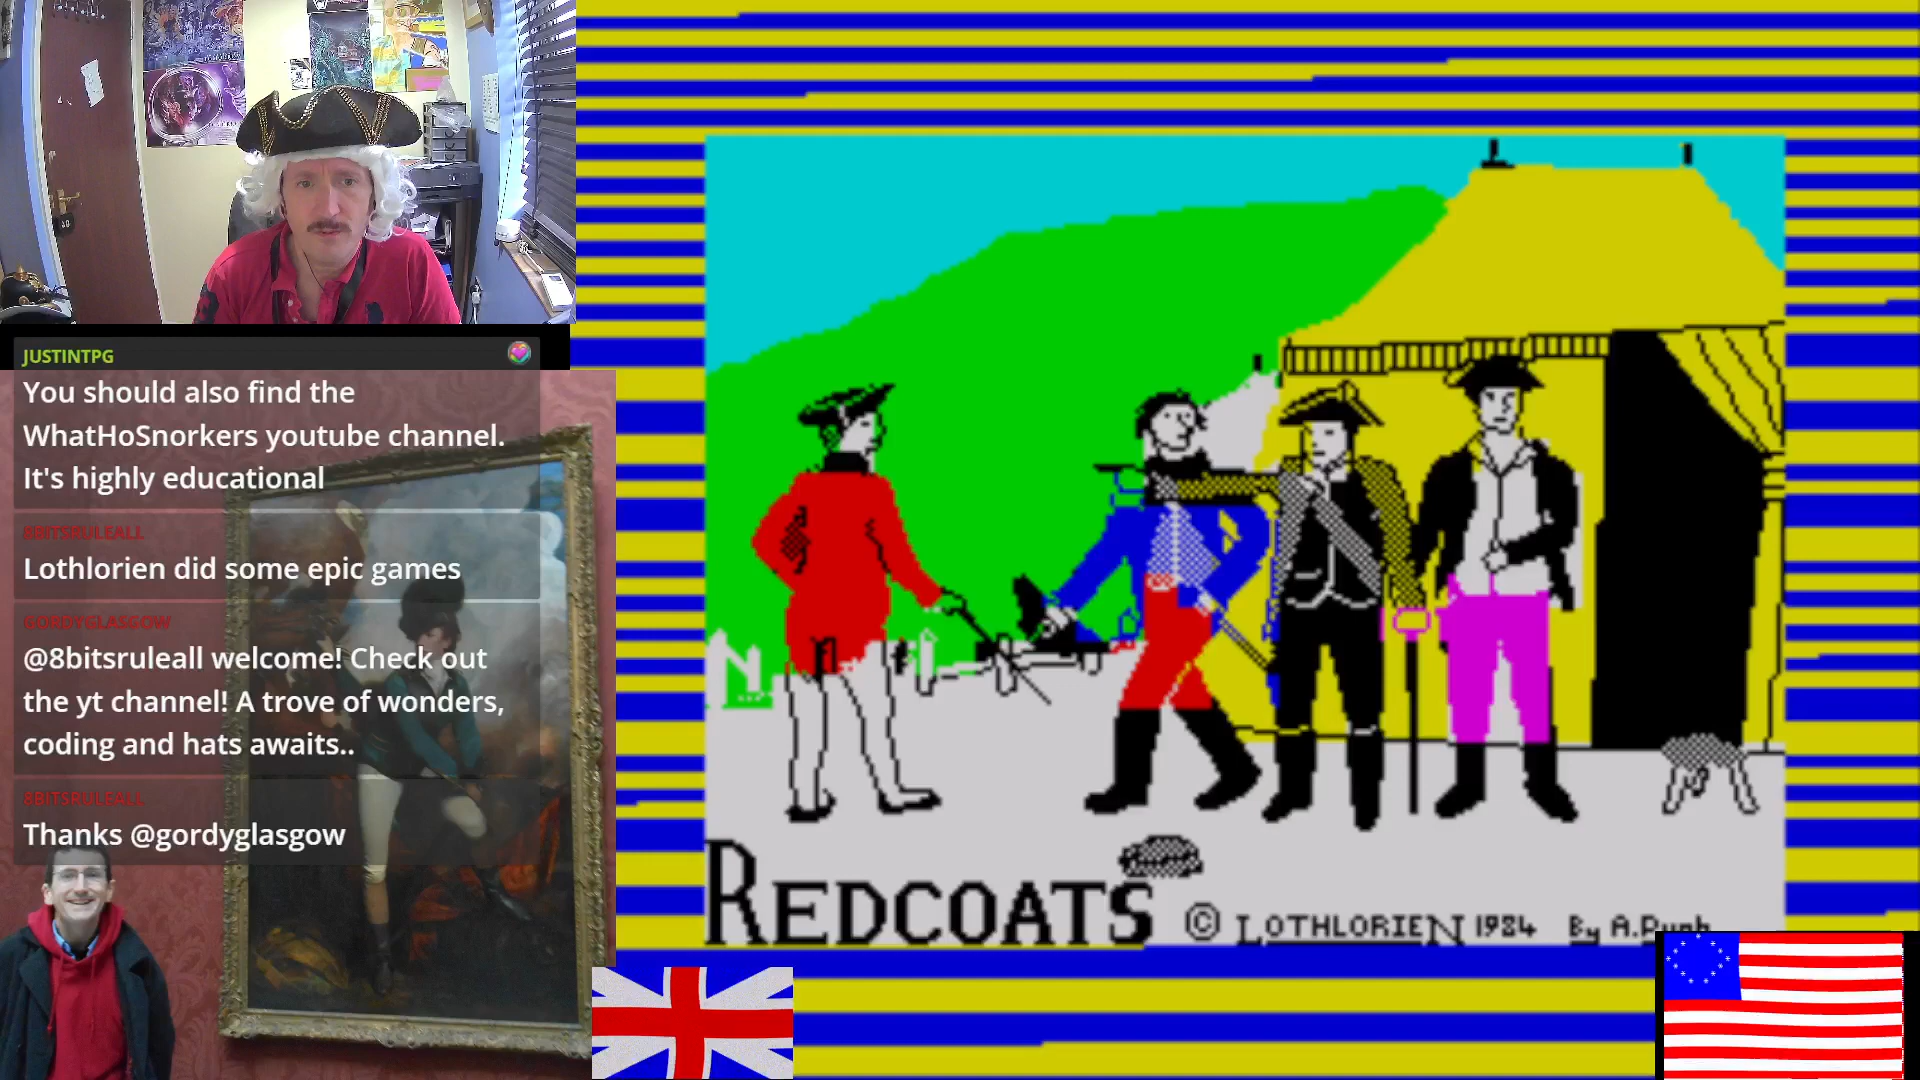 JUSTINTPG
You should also find the
WhatHoSnorkers youtube channel.
It's highly educational
8BITSRULEALL
Lothlorien did some epic games
GORDYGLASGOW
@8bitsruleall welcome! Check out
the yt channel! A trove of wonders,
coding and hats awaits..
8BITSRULEALL
Thanks @gordyglasgow
REDCOATS © LOTHLORIEN 1984 By A.Punh